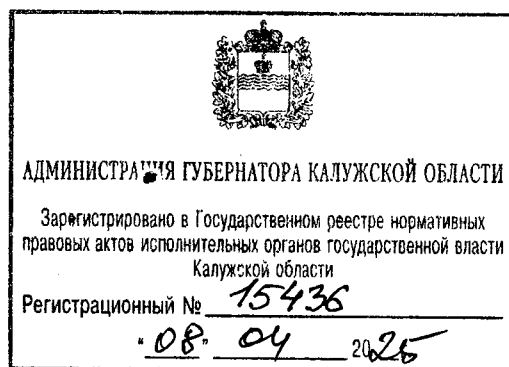 АДМИНИСТРАЦИЯ ГУБЕРНАТОРА КАЛУЖСКОЙ ОБЛАСТИ
Зарегистрировано в Государственном реестре нормативных
правовых актов исполнительных органов государственной власти
Калужской области
Регистрационный № 15436
"08" 04 2025